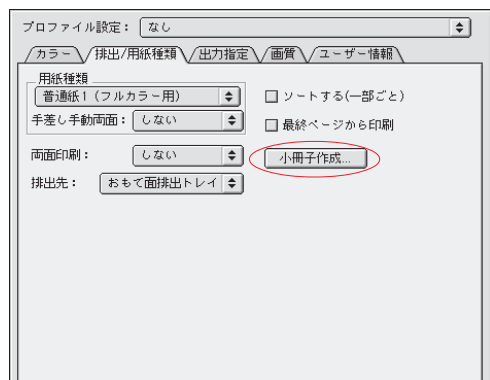 プロファイル設定： なし
カラー 排出/用紙種類 出力指定 画質 ユーザー情報
用紙種類
普通紙1（フルカラー用）
ソートする(一部ごと)
手差し手動両面： しない
最終ページから印刷
両面印刷： しない
小冊子作成...
排出先： おもて面排出トレイ